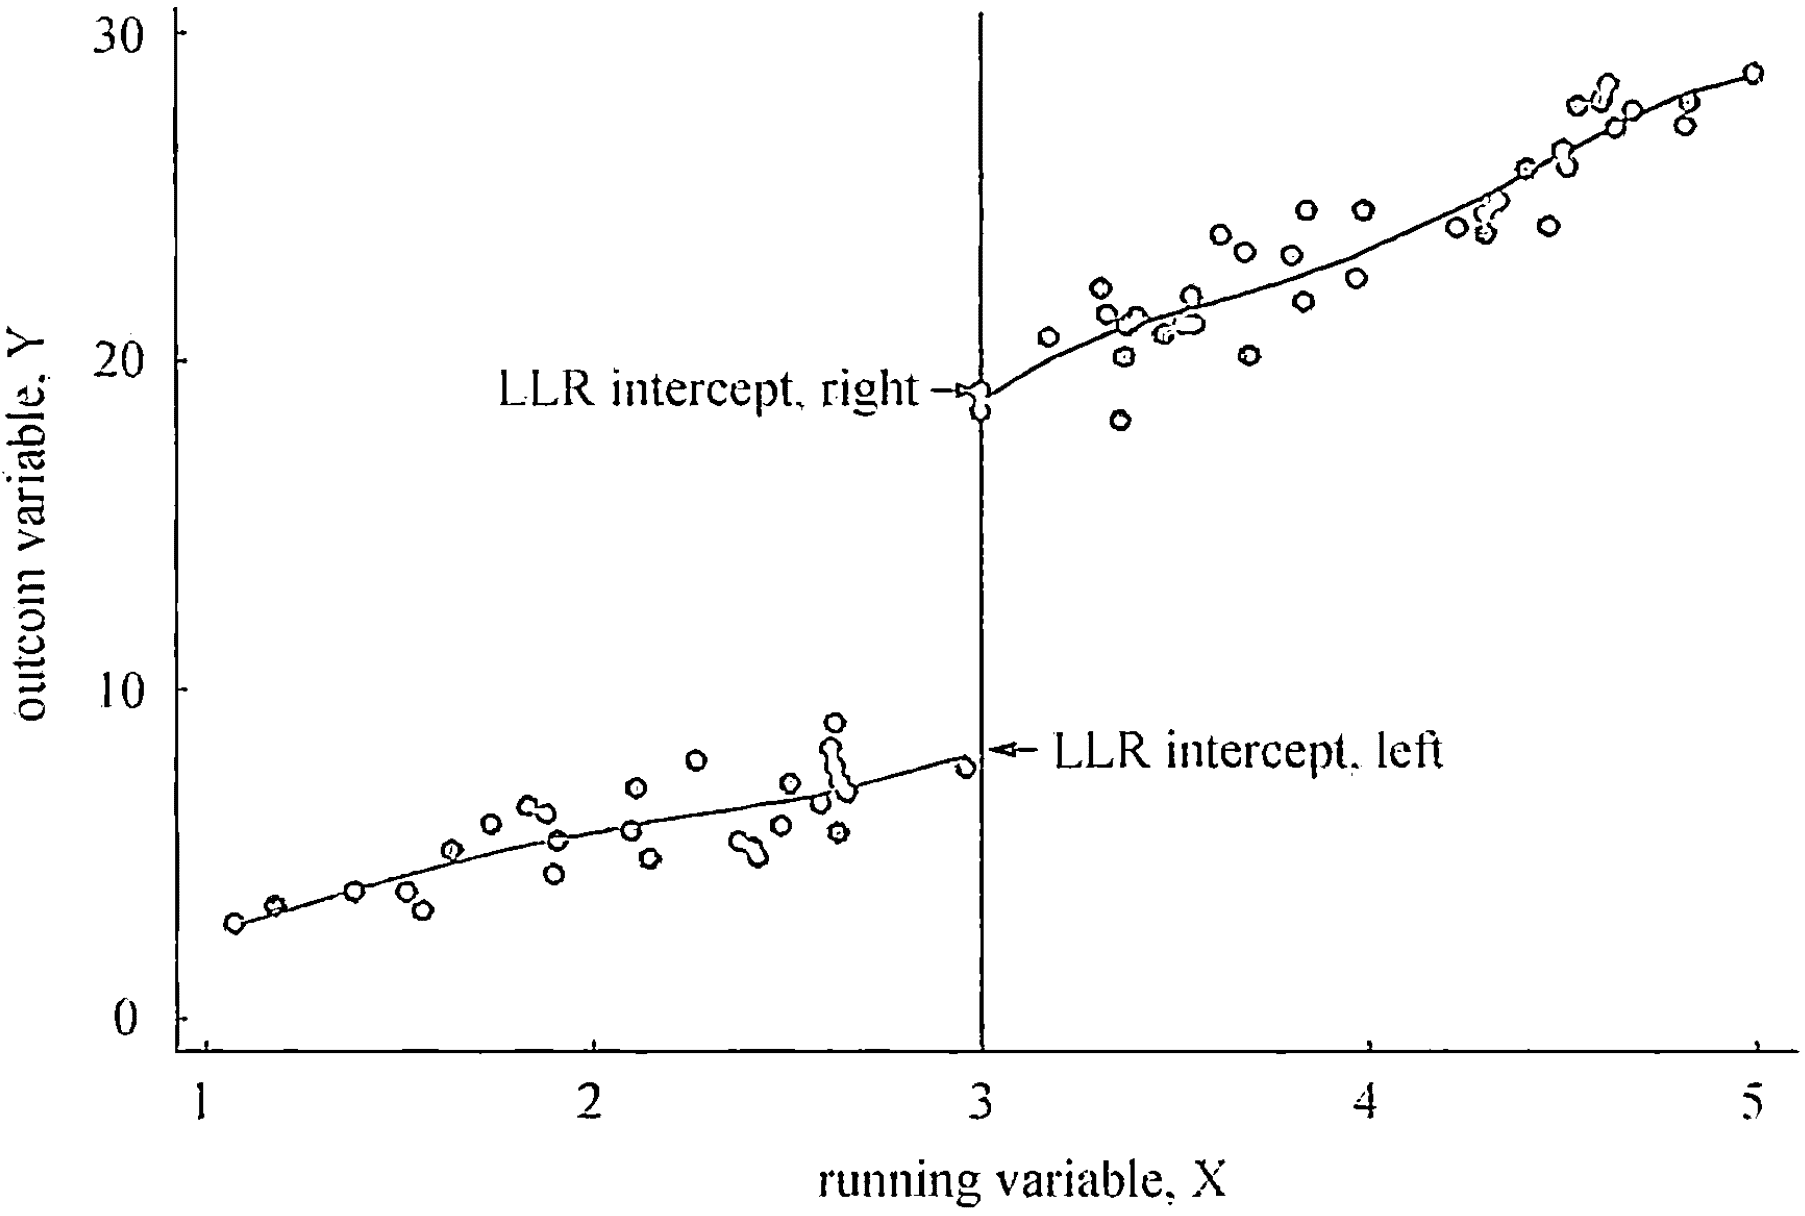 30
20
10
0
outcom variable, Y
LLR intercept, right
LLR intercept, left
1 2 3 4 5
running variable, X